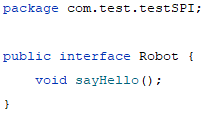 package com.test.testSPI;
public interface Robot {
    void sayHello();
}